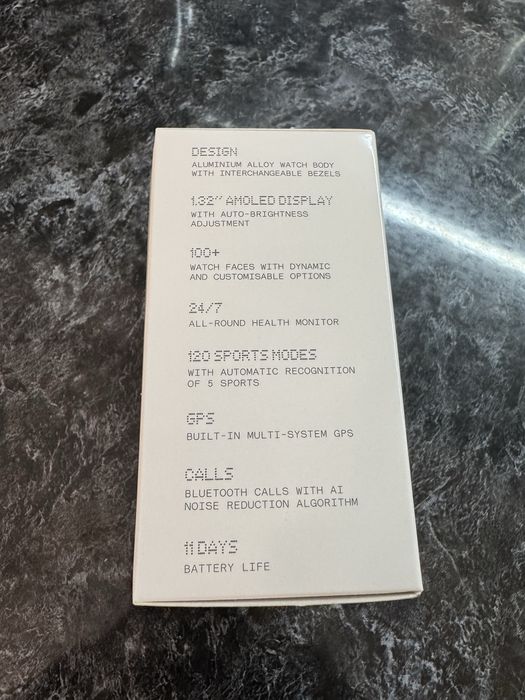 DESIGN
ALUMINIUM ALLOY WATCH BODY
WITH INTERCHANGEABLE BEZELS
1.32" AMOLED DISPLAY
WITH AUTO-BRIGHTNESS
ADJUSTMENT
100+
WATCH FACES WITH DYNAMIC
AND CUSTOMISABLE OPTIONS
24/7
ALL-ROUND HEALTH MONITOR
120 SPORTS MODES
WITH AUTOMATIC RECOGNITION
OF 5 SPORTS
GPS
BUILT-IN MULTI-SYSTEM GPS
CALLS
BLUETOOTH CALLS WITH AI
NOISE REDUCTION ALGORITHM
11 DAYS
BATTERY LIFE